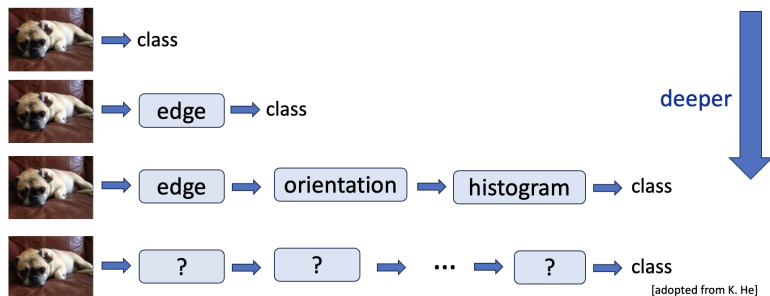 class
edge class
deeper
edge orientation histogram class
? ? ... ? class
[adopted from K. He]